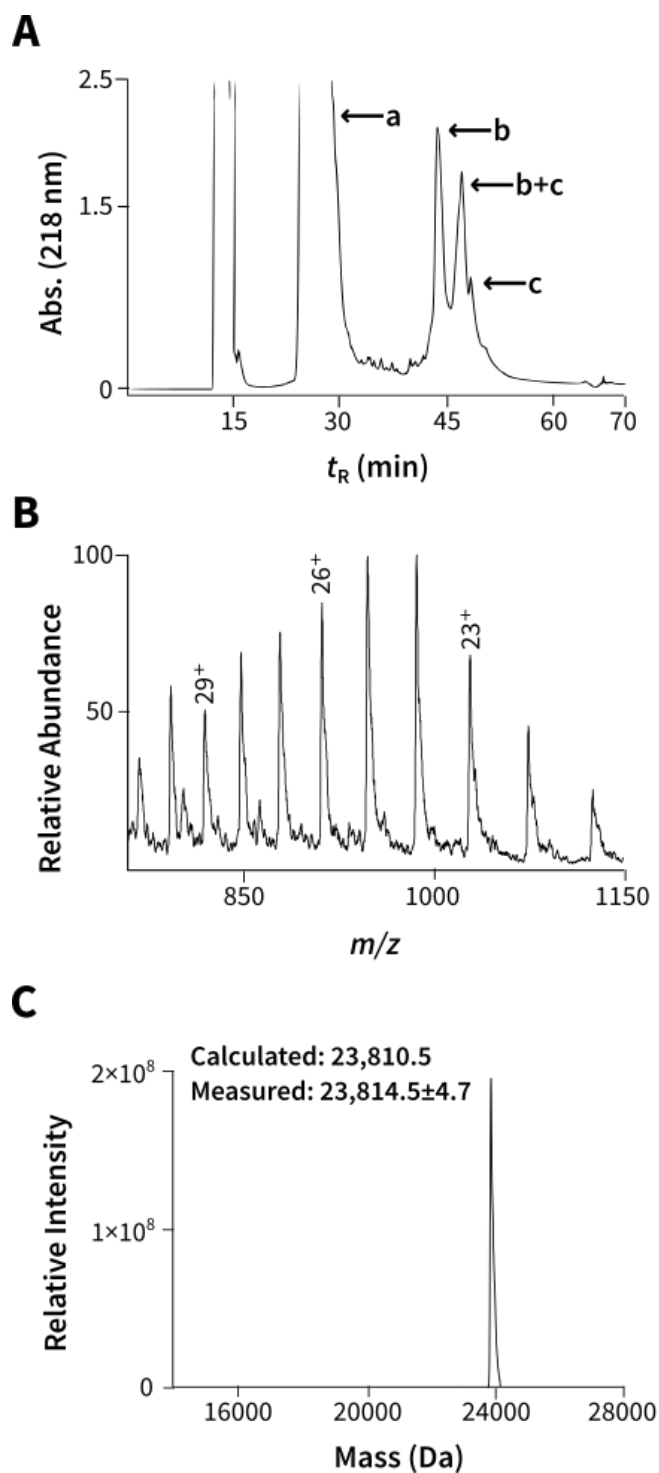 A
2.5
1.5
0
Abs. (218 nm)
←a
←b
←b+c
←c
15 30 45 60 70
tR (min)
B
100
50
Relative Abundance
29+
26+
23+
850 1000 1150
m/z
C
Calculated: 23,810.5
Measured: 23,814.5±4.7
2×10⁸
1×10⁸
0
Relative Intensity
16000 20000 24000 28000
Mass (Da)